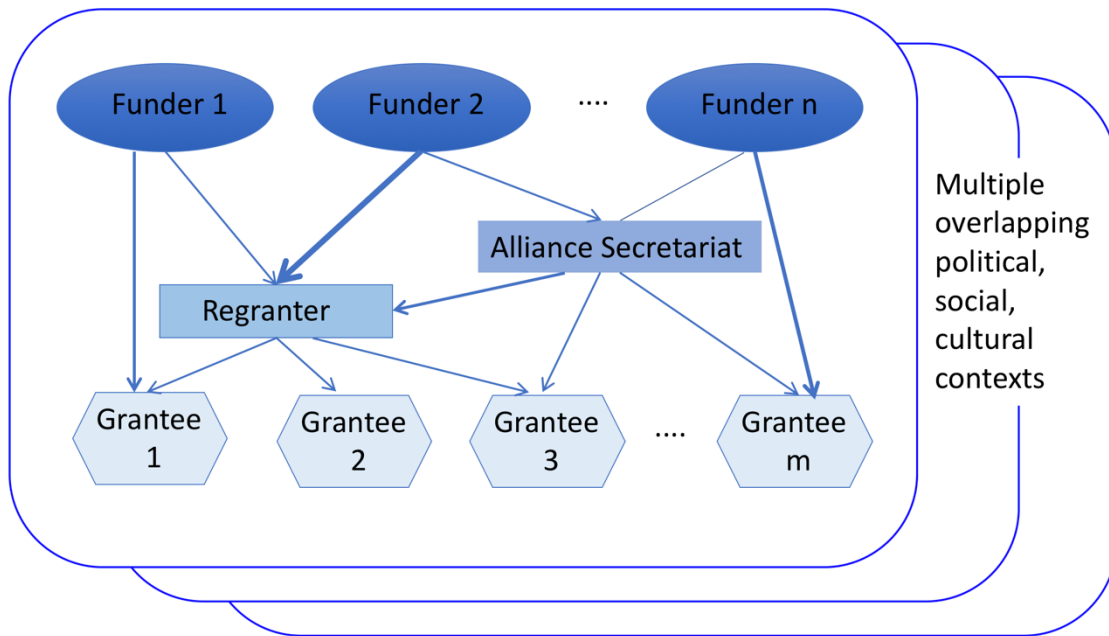 Funder 1
Funder 2
....
Funder n
Multiple
overlapping
political,
social,
cultural
contexts
Alliance Secretariat
Regranter
Grantee
1
Grantee
2
Grantee
3
....
Grantee
m